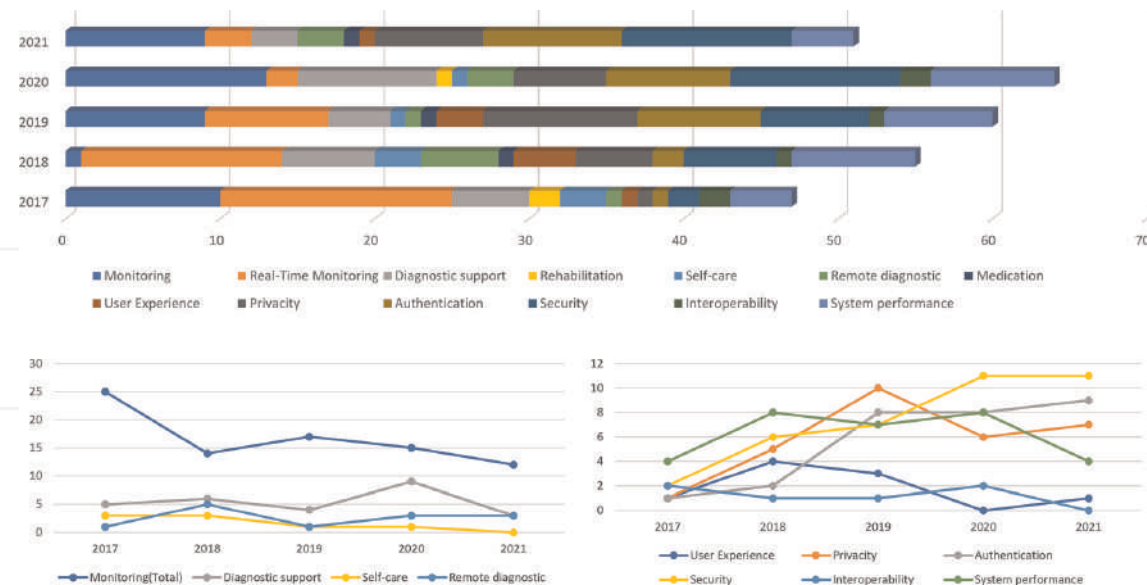 2021
2020
2019
2018
2017
0 10 20 30 40 50 60 70
Monitoring Real-Time Monitoring Diagnostic support Rehabilitation Self-care Remote diagnostic Medication
User Experience Privacity Authentication Security Interoperability System performance
30
25
20
15
10
5
0
2017 2018 2019 2020 2021
Monitoring(Total) Diagnostic support Self-care Remote diagnostic
12
10
8
6
4
2
0
2017 2018 2019 2020 2021
User Experience Privacity Authentication
Security Interoperability System performance